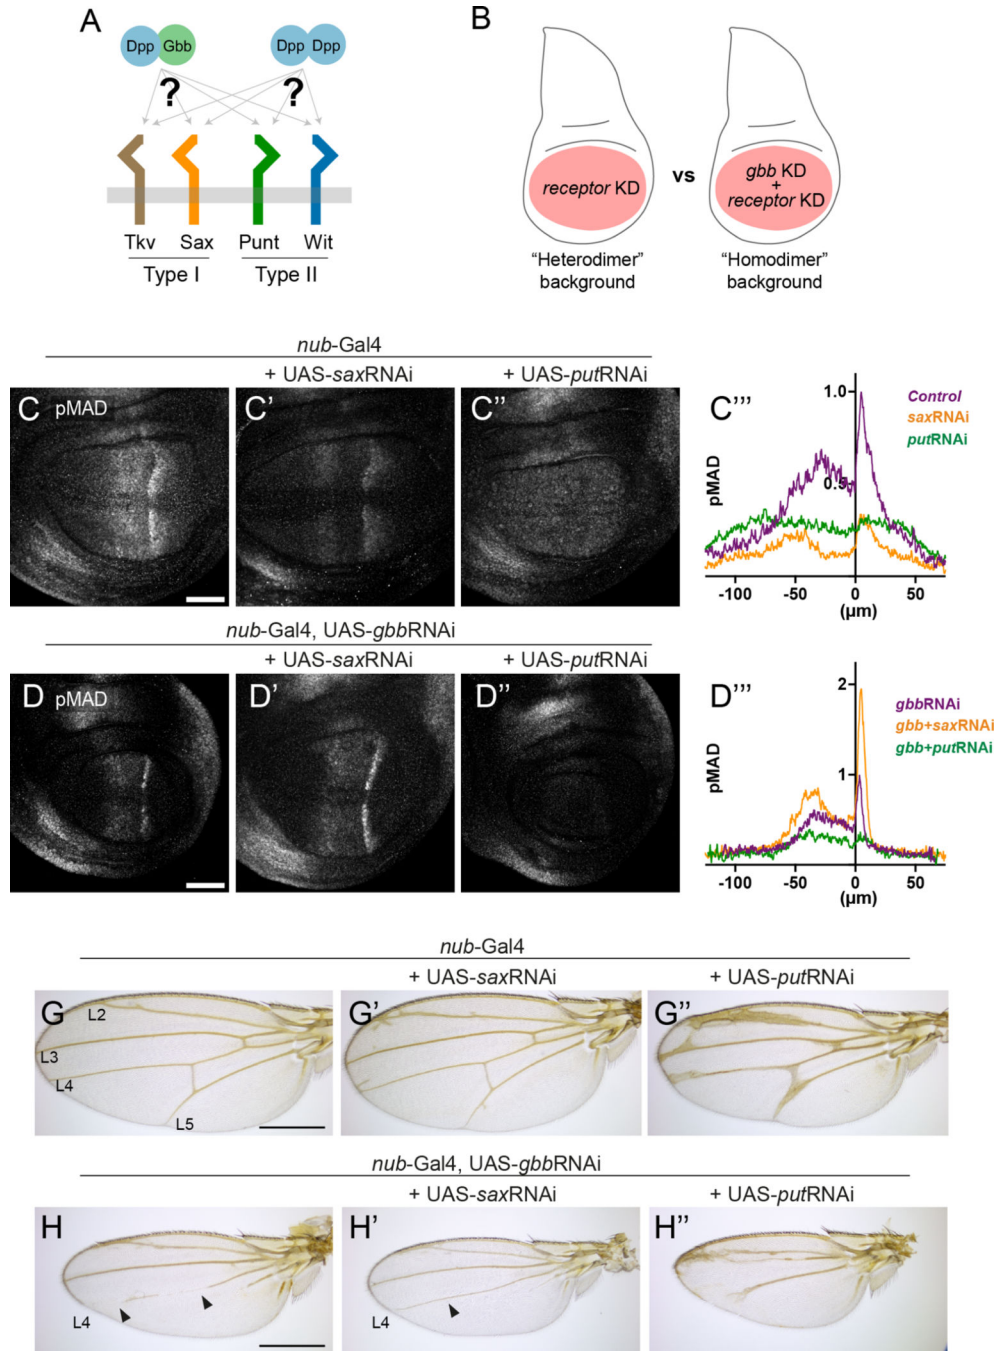 A
Dpp Gbb
Dpp Dpp
? ?
Tkv Sax Punt Wit
Type I Type II
B
receptor KD
vs
gbb KD
+
receptor KD
“Heterodimer”
background
“Homodimer”
background
nub-Gal4
+ UAS-saxRNAi + UAS-putRNAi
C pMAD
C’
C’’
C’’’
Control
saxRNAi
putRNAi
pMAD
1.0
0.5
-100 -50 0 50
(µm)
nub-Gal4, UAS-gbbRNAi
+ UAS-saxRNAi + UAS-putRNAi
D pMAD
D’
D’’
D’’’
gbbRNAi
gbb+saxRNAi
gbb+putRNAi
pMAD
2
1
-100 -50 0 50
(µm)
nub-Gal4
+ UAS-saxRNAi + UAS-putRNAi
G
L2
L3
L4
L5
G’
G’’
nub-Gal4, UAS-gbbRNAi
+ UAS-saxRNAi + UAS-putRNAi
H
L4
H’
L4
H’’